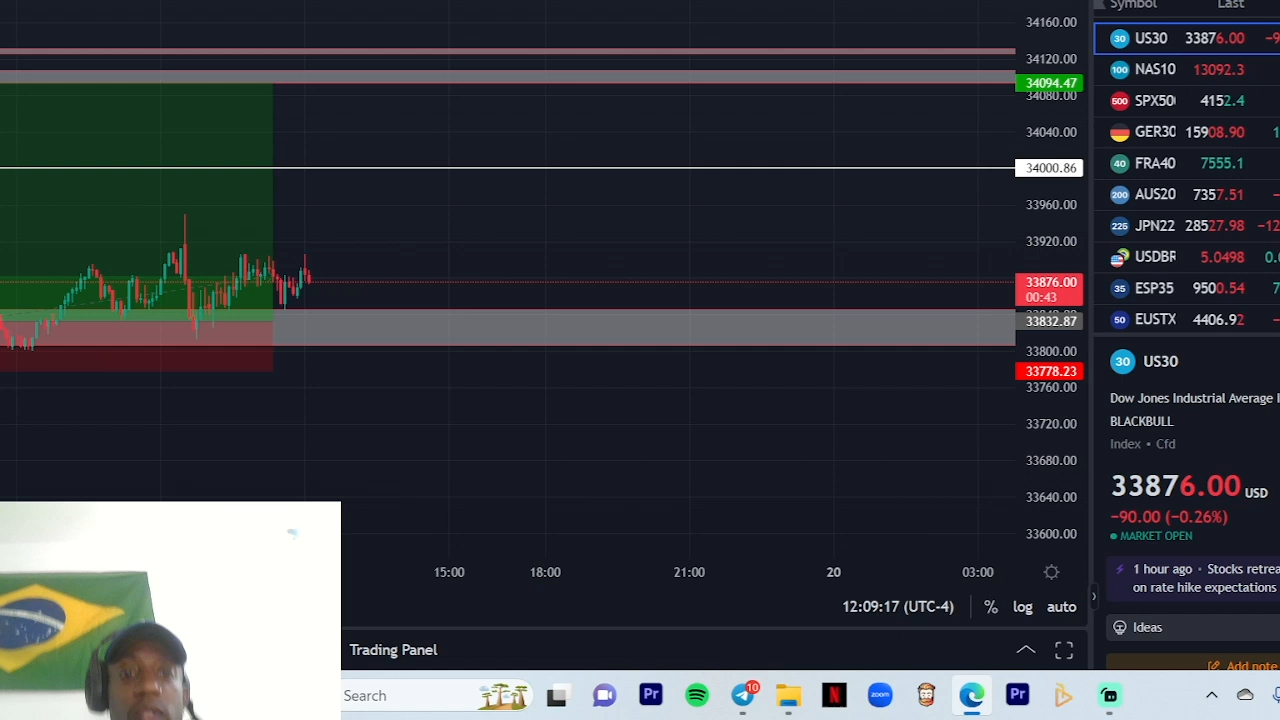 Symbol Last
34160.00
34120.00
34094.47
34080.00
34040.00
34000.86
33960.00
33920.00
33876.00
00:43
33832.87
33800.00
33778.23
33760.00
33720.00
33680.00
33640.00
33600.00
15:00 18:00 21:00 20 03:00
12:09:17 (UTC-4) % log auto
Trading Panel
30 US30 33876.00 −9
100 NAS10 13092.3
500 SPX50 4152.4
GER30 15908.90 1
40 FRA40 7555.1
200 AUS20 7357.51 −
225 JPN22 28527.98 −12
USDBR 5.0498 0.0
35 ESP35 9500.54 7
50 EUSTX 4406.92 −
30 US30
Dow Jones Industrial Average I
BLACKBULL
Index • Cfd
33876.00 USD
−90.00 (−0.26%)
MARKET OPEN
1 hour ago • Stocks retrea
on rate hike expectations
Ideas
Add note
Search
Pr
10
N
zoom
Pr